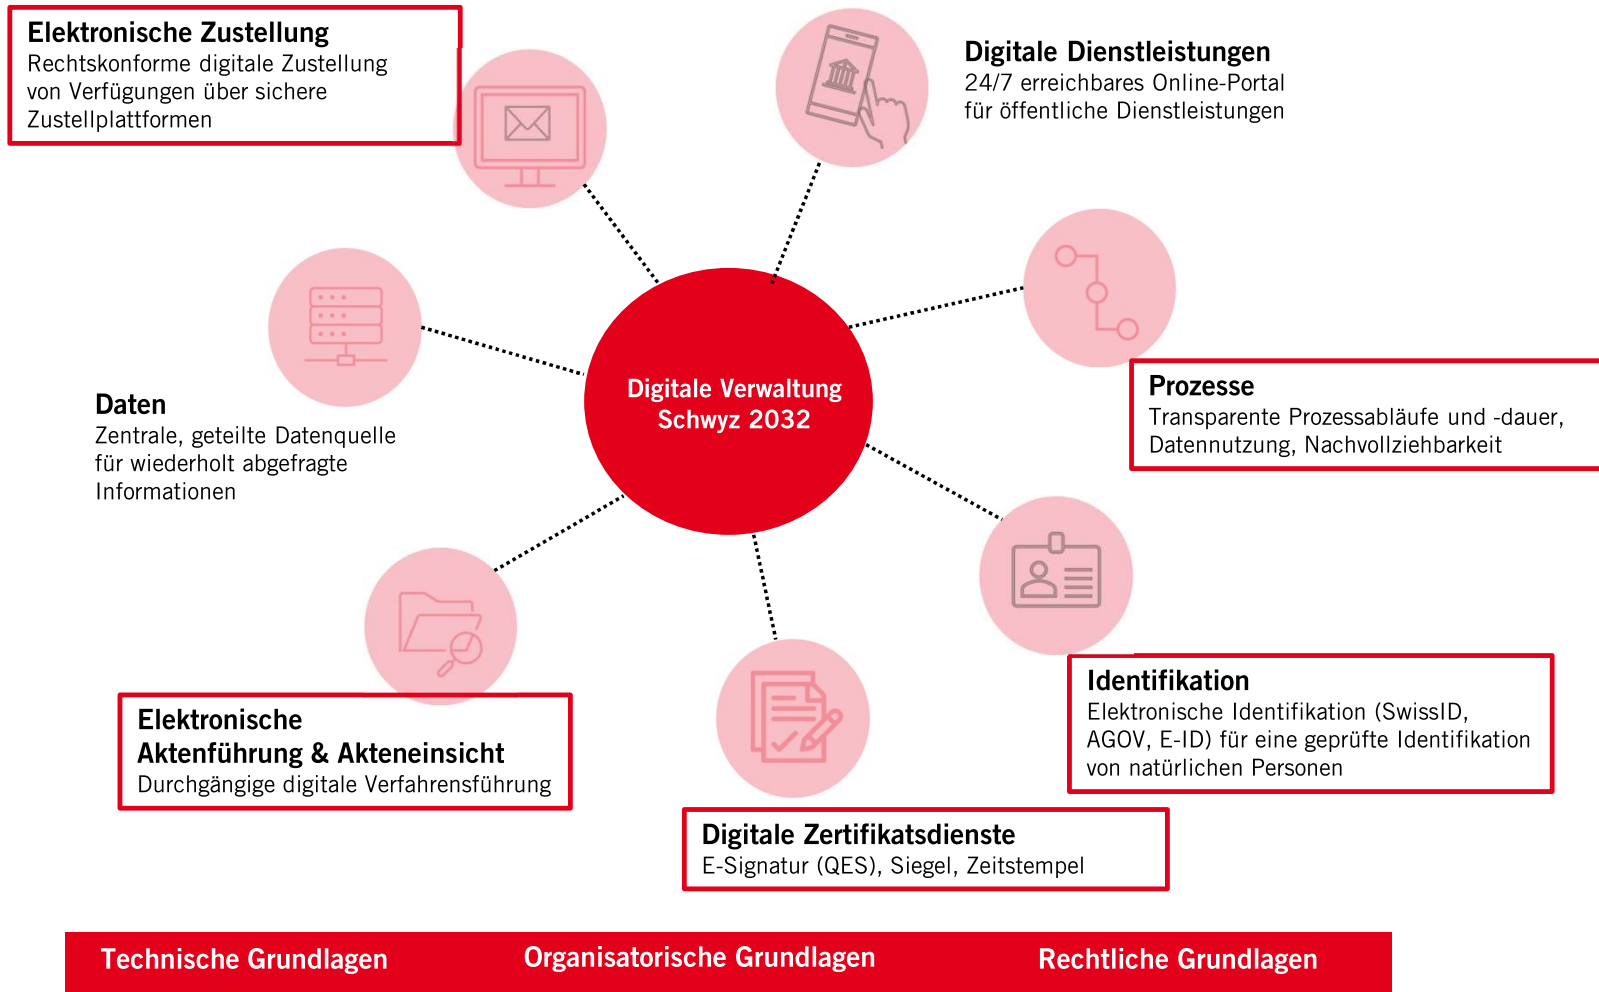 Elektronische Zustellung
Rechtskonforme digitale Zustellung
von Verfügungen über sichere
Zustellplattformen
Digitale Dienstleistungen
24/7 erreichbares Online-Portal
für öffentliche Dienstleistungen
Digitale Verwaltung
Schwyz 2032
Prozesse
Transparente Prozessabläufe und -dauer,
Datennutzung, Nachvollziehbarkeit
Daten
Zentrale, geteilte Datenquelle
für wiederholt abgefragte
Informationen
Identifikation
Elektronische Identifikation (SwissID,
AGOV, E-ID) für eine geprüfte Identifikation
von natürlichen Personen
Elektronische
Aktenführung & Akteneinsicht
Durchgängige digitale Verfahrensführung
Digitale Zertifikatsdienste
E-Signatur (QES), Siegel, Zeitstempel
Technische Grundlagen
Organisatorische Grundlagen
Rechtliche Grundlagen